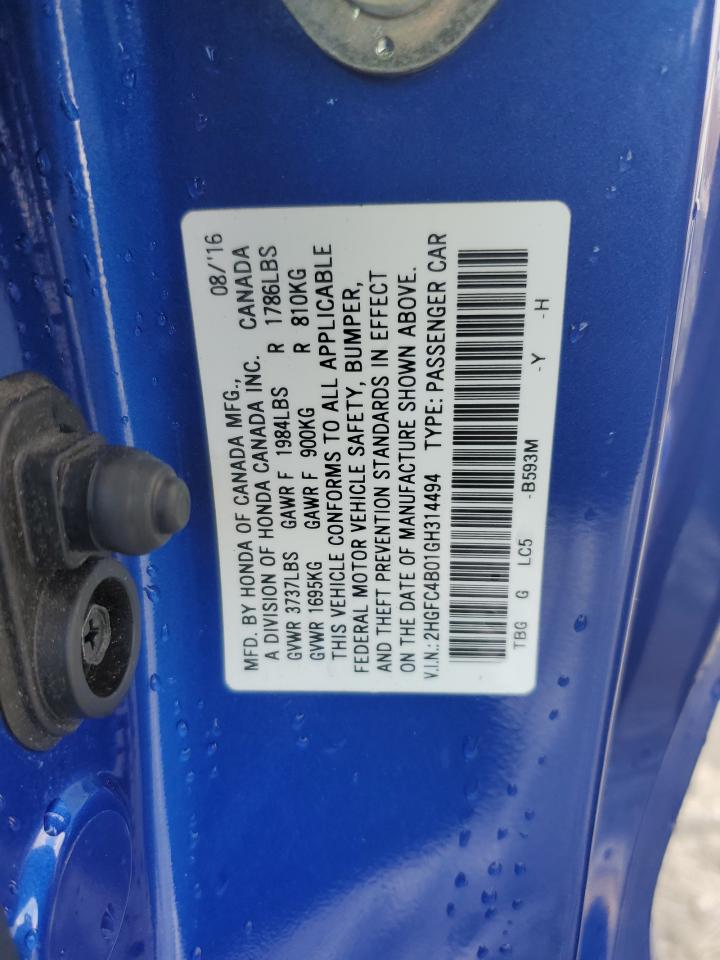 08/'16
MFD. BY HONDA OF CANADA MFG.,
A DIVISION OF HONDA CANADA INC. CANADA
GVWR 3737LBS GAWR F 1984LBS R 1786LBS
GVWR 1695KG GAWR F 900KG R 810KG
THIS VEHICLE CONFORMS TO ALL APPLICABLE
FEDERAL MOTOR VEHICLE SAFETY, BUMPER,
AND THEFT PREVENTION STANDARDS IN EFFECT
ON THE DATE OF MANUFACTURE SHOWN ABOVE.
V.I.N.: 2HGFC4B01GH314494 TYPE: PASSENGER CAR
TBG G LC5 -B593M -Y -H